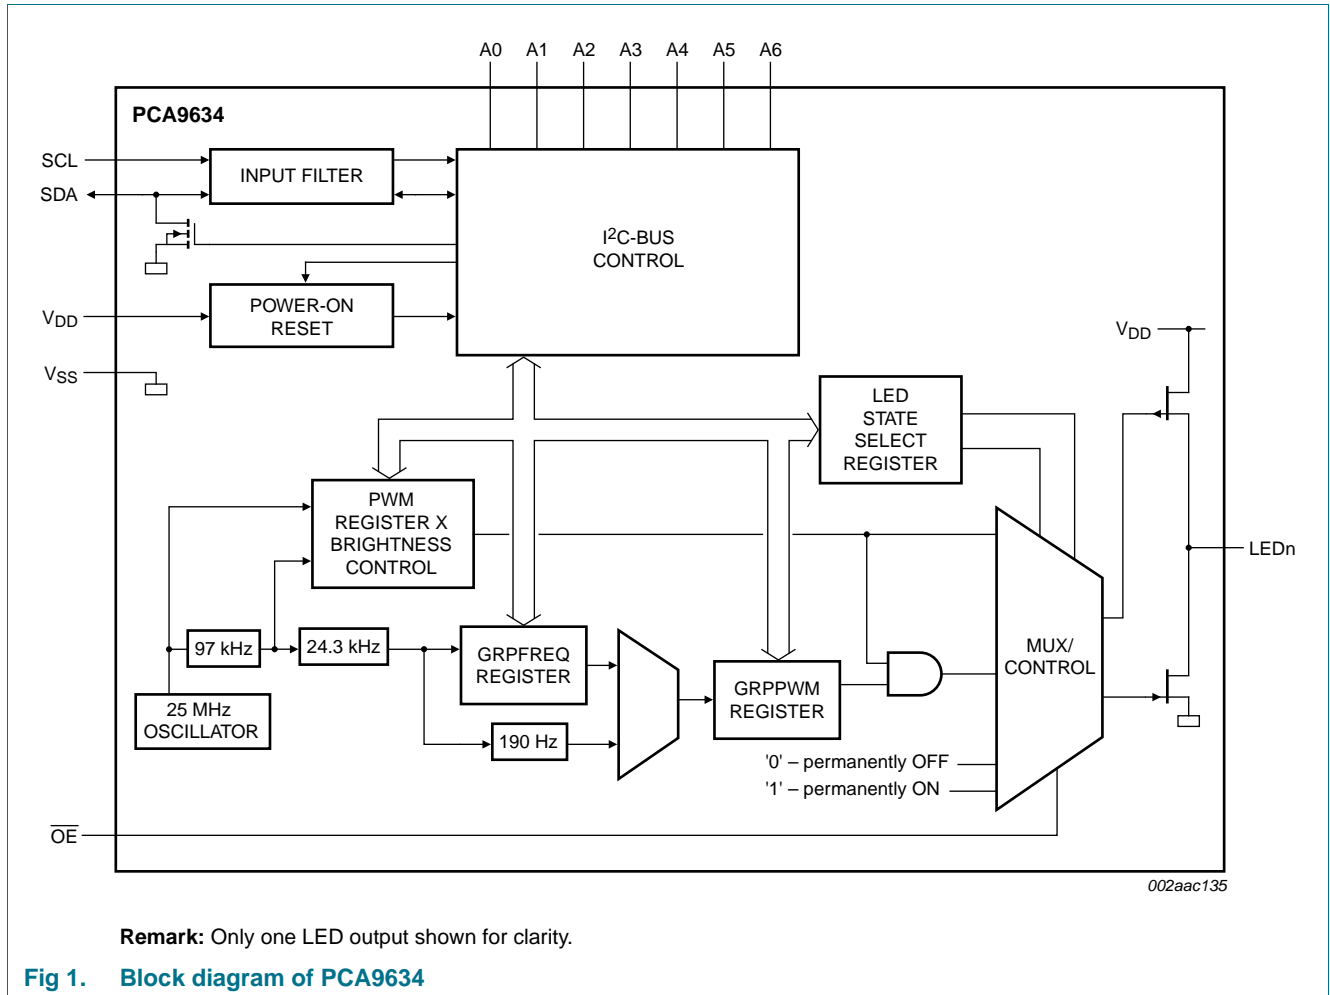 A0 A1 A2 A3 A4 A5 A6
PCA9634
SCL
INPUT FILTER
SDA
I2C-BUS
CONTROL
POWER-ON
RESET
VDD
VDD
VSS
LED
STATE
SELECT
REGISTER
PWM
REGISTER X
BRIGHTNESS
CONTROL
LEDn
97 kHz
24.3 kHz
GRPFREQ
REGISTER
MUX/
CONTROL
GRPPWM
REGISTER
25 MHz
OSCILLATOR
190 Hz
'0' – permanently OFF
'1' – permanently ON
OE
002aac135
Remark: Only one LED output shown for clarity.
Fig 1. Block diagram of PCA9634